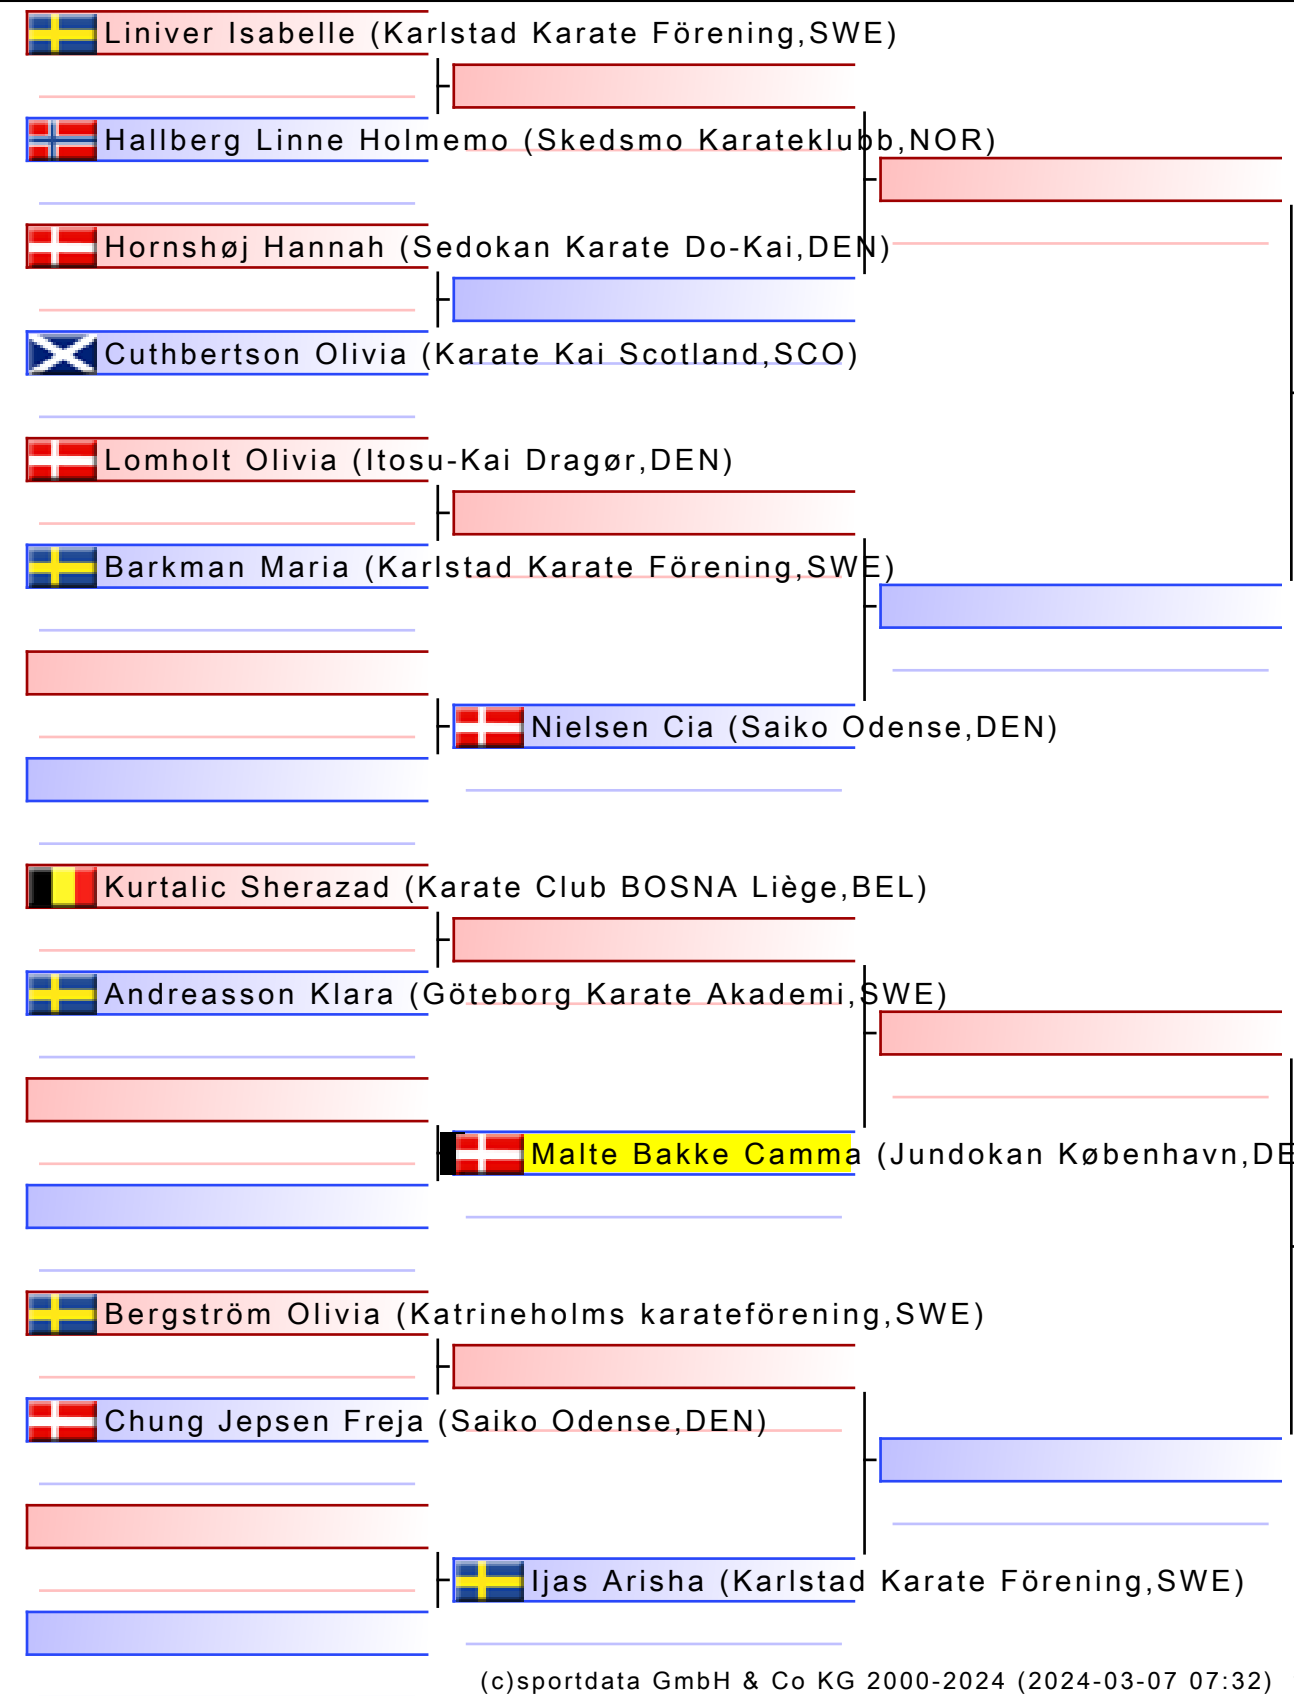 Liniver Isabelle (Karlstad Karate Förening,SWE)
Hallberg Linne Holmemo (Skedsmo Karateklubb,NOR)
Hornshøj Hannah (Sedokan Karate Do-Kai,DEN)
Cuthbertson Olivia (Karate Kai Scotland,SCO)
Lomholt Olivia (Itosu-Kai Dragør,DEN)
Barkman Maria (Karlstad Karate Förening,SWE)
Nielsen Cia (Saiko Odense,DEN)
Kurtalic Sherazad (Karate Club BOSNA Liège,BEL)
Andreasson Klara (Göteborg Karate Akademi,SWE)
Malte Bakke Camma (Jundokan København,DE
Bergström Olivia (Katrineholms karateförening,SWE)
Chung Jepsen Freja (Saiko Odense,DEN)
Ijas Arisha (Karlstad Karate Förening,SWE)
(c)sportdata GmbH & Co KG 2000-2024 (2024-03-07 07:32)